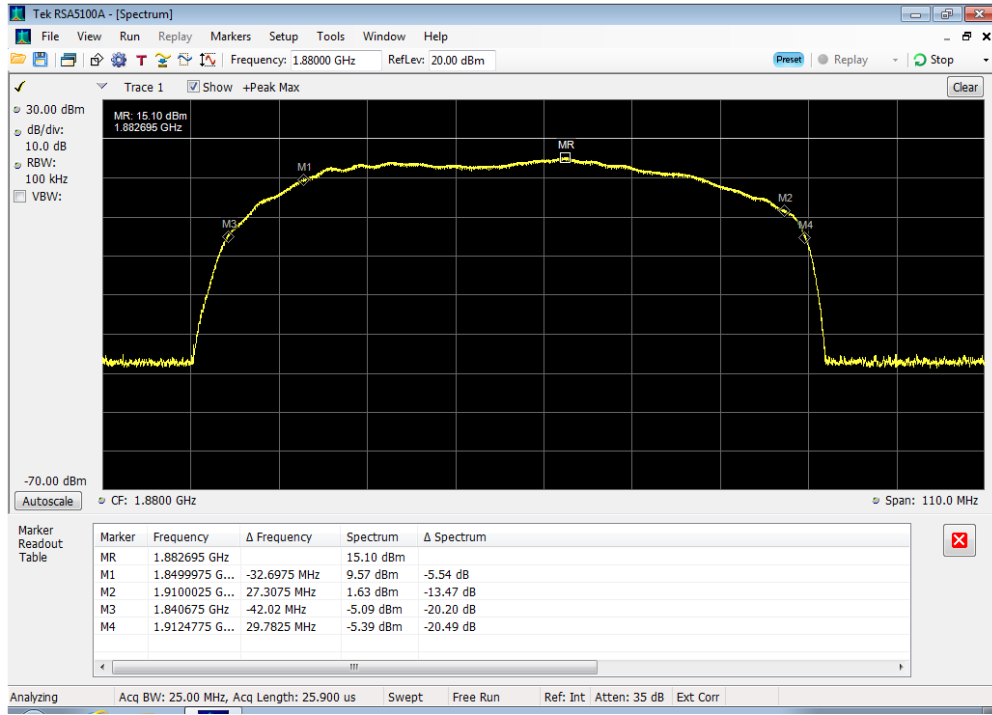 Tek RSA5100A - [Spectrum]
File View Run Replay Markers Setup Tools Window Help
T Frequency: 1.88000 GHz RefLev: 20.00 dBm Preset Replay Stop
Trace 1 Show +Peak Max Clear
30.00 dBm
dB/div:
10.0 dB
RBW:
100 kHz
VBW:
MR: 15.10 dBm
1.882695 GHz
MR
M1
M2
M3
M4
-70.00 dBm
Autoscale CF: 1.8800 GHz Span: 110.0 MHz
Marker
Readout
Table
Marker Frequency Δ Frequency Spectrum Δ Spectrum
MR 1.882695 GHz 15.10 dBm
M1 1.8499975 G... -32.6975 MHz 9.57 dBm -5.54 dB
M2 1.9100025 G... 27.3075 MHz 1.63 dBm -13.47 dB
M3 1.840675 GHz -42.02 MHz -5.09 dBm -20.20 dB
M4 1.9124775 G... 29.7825 MHz -5.39 dBm -20.49 dB
Analyzing Acq BW: 25.00 MHz, Acq Length: 25.900 us Swept Free Run Ref: Int Atten: 35 dB Ext Corr